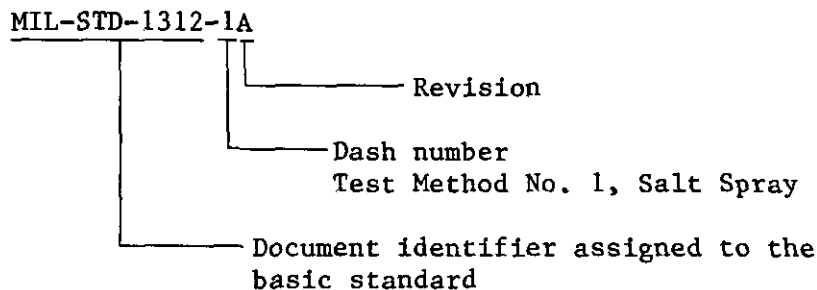 MIL-STD-1312-1A
Revision
Dash number
Test Method No. 1, Salt Spray
Document identifier assigned to the
basic standard